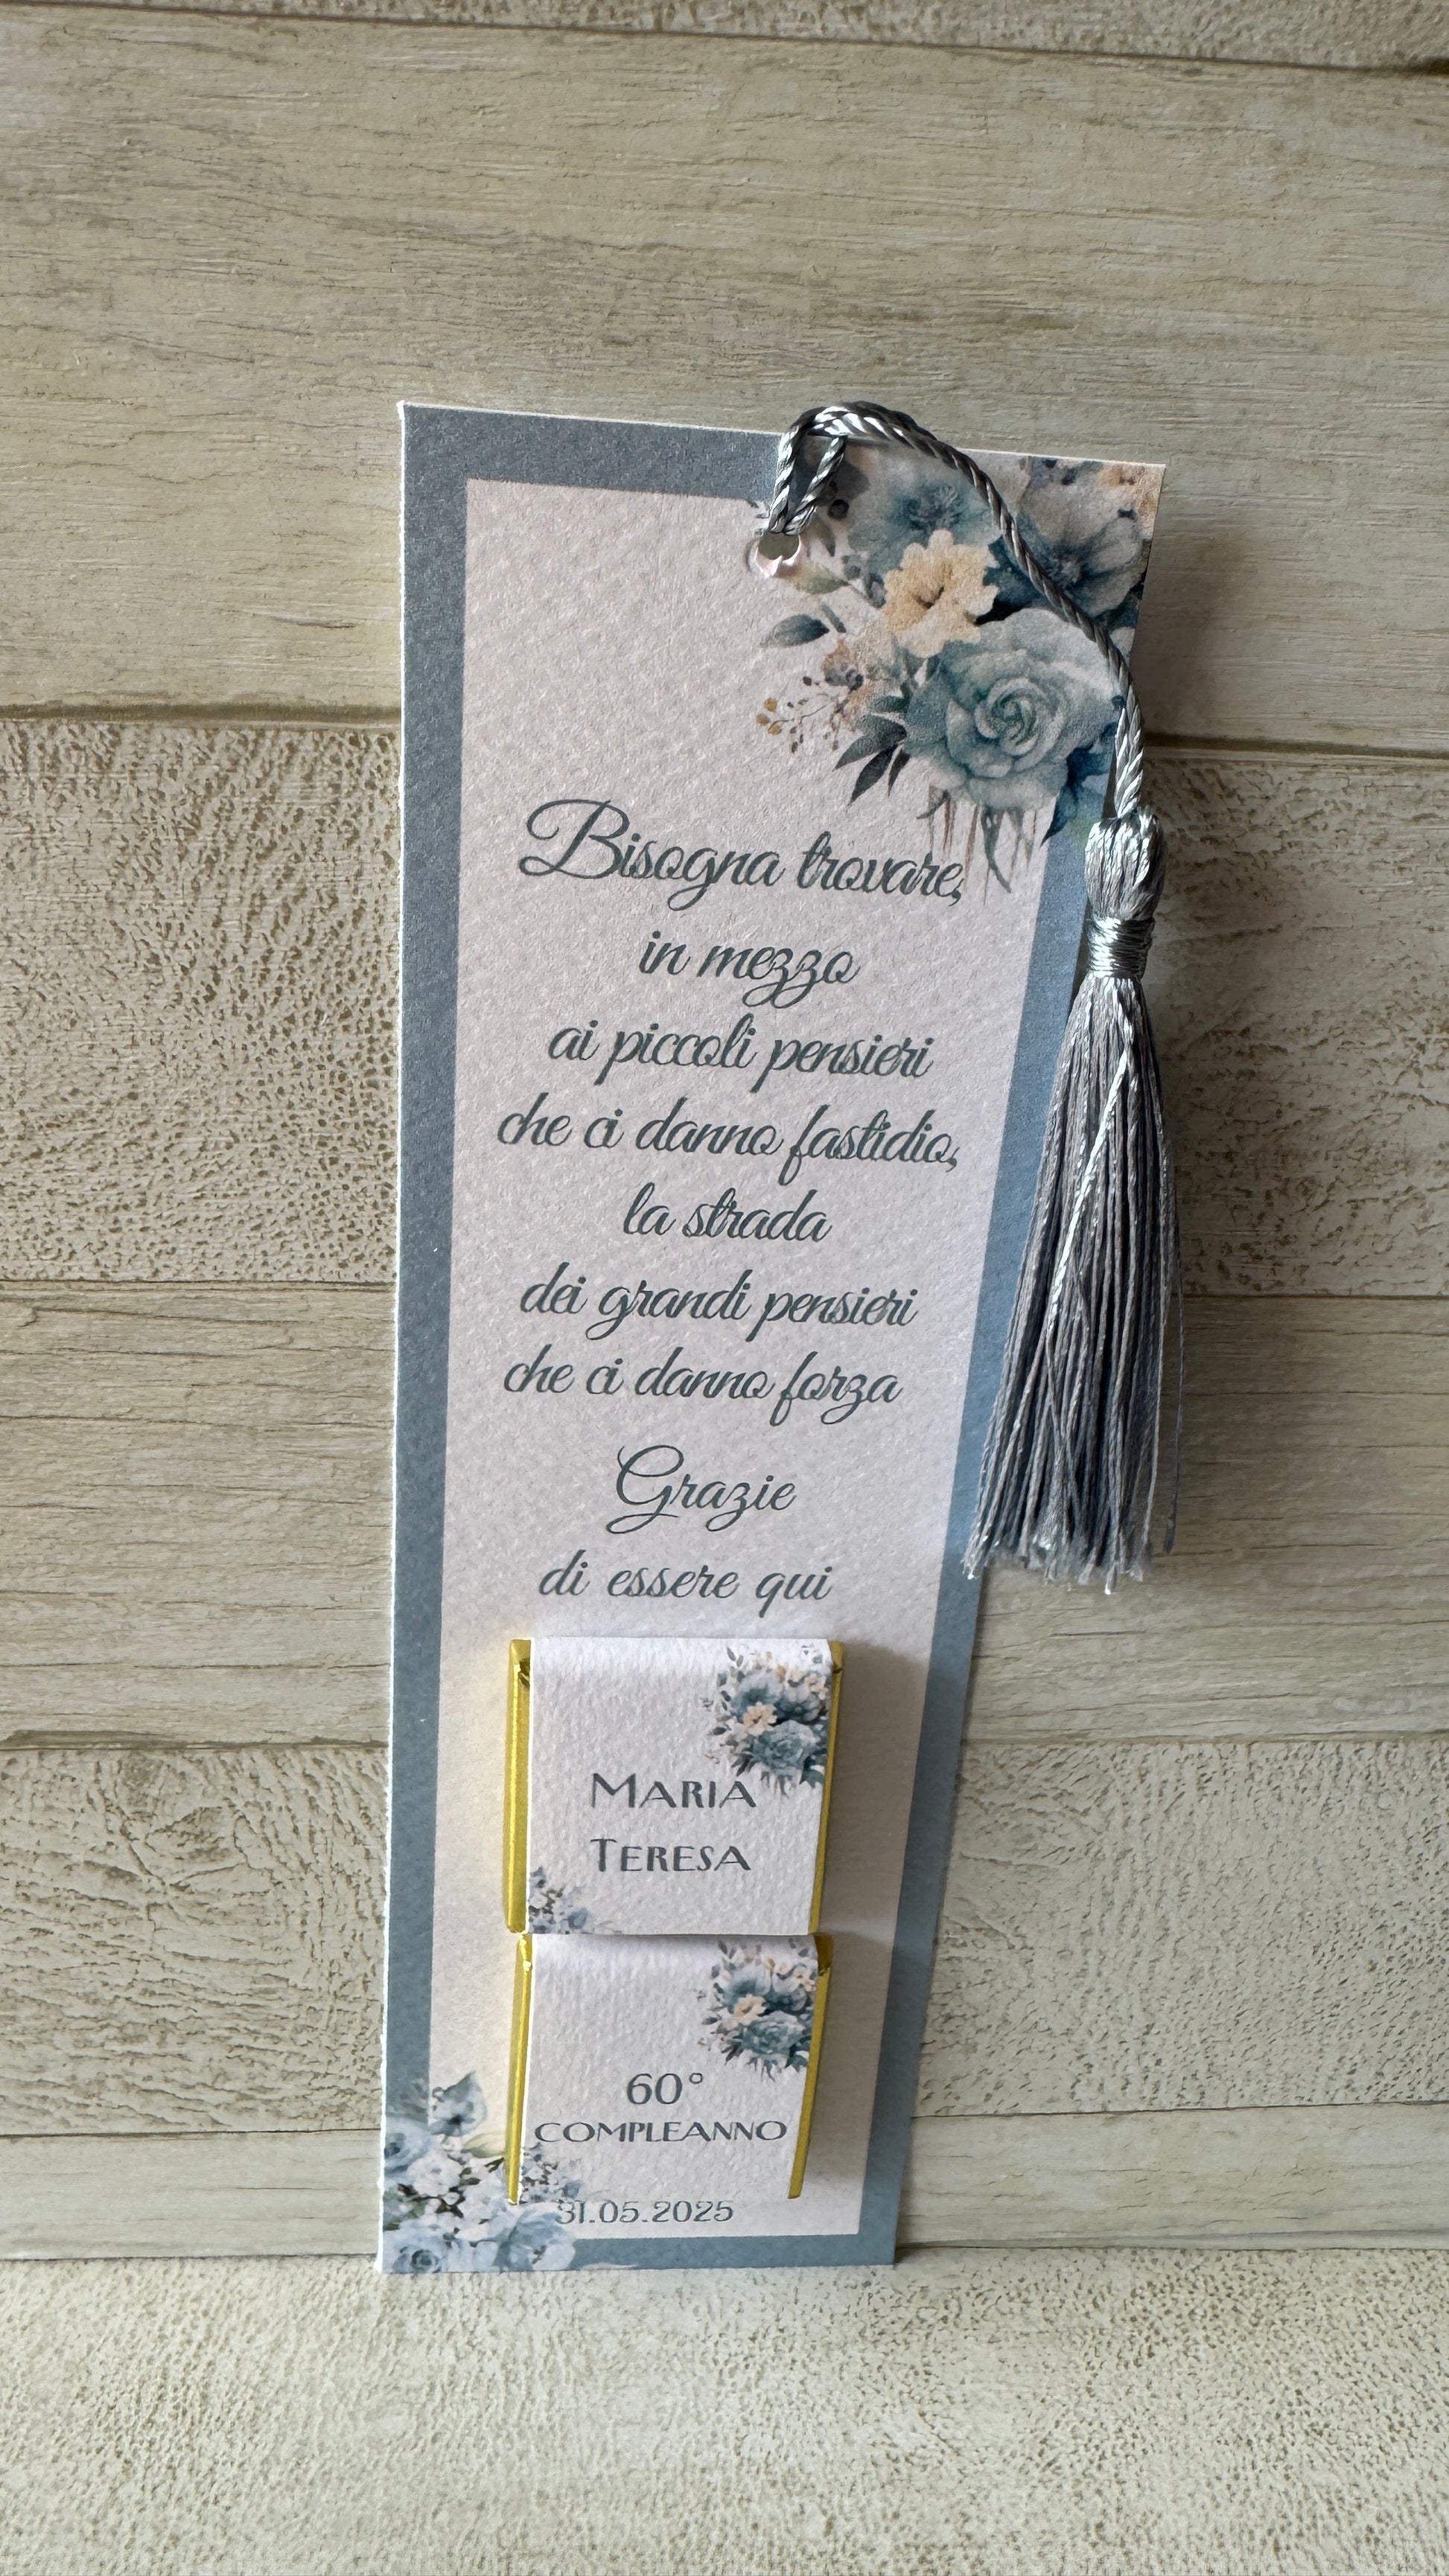 Bisogna trovare,
in mezzo
ai piccoli pensieri
che ci danno fastidio,
la strada
dei grandi pensieri
che ci danno forza
Grazie
di essere qui
MARIA
TERESA
60°
COMPLEANNO
31.05.2025